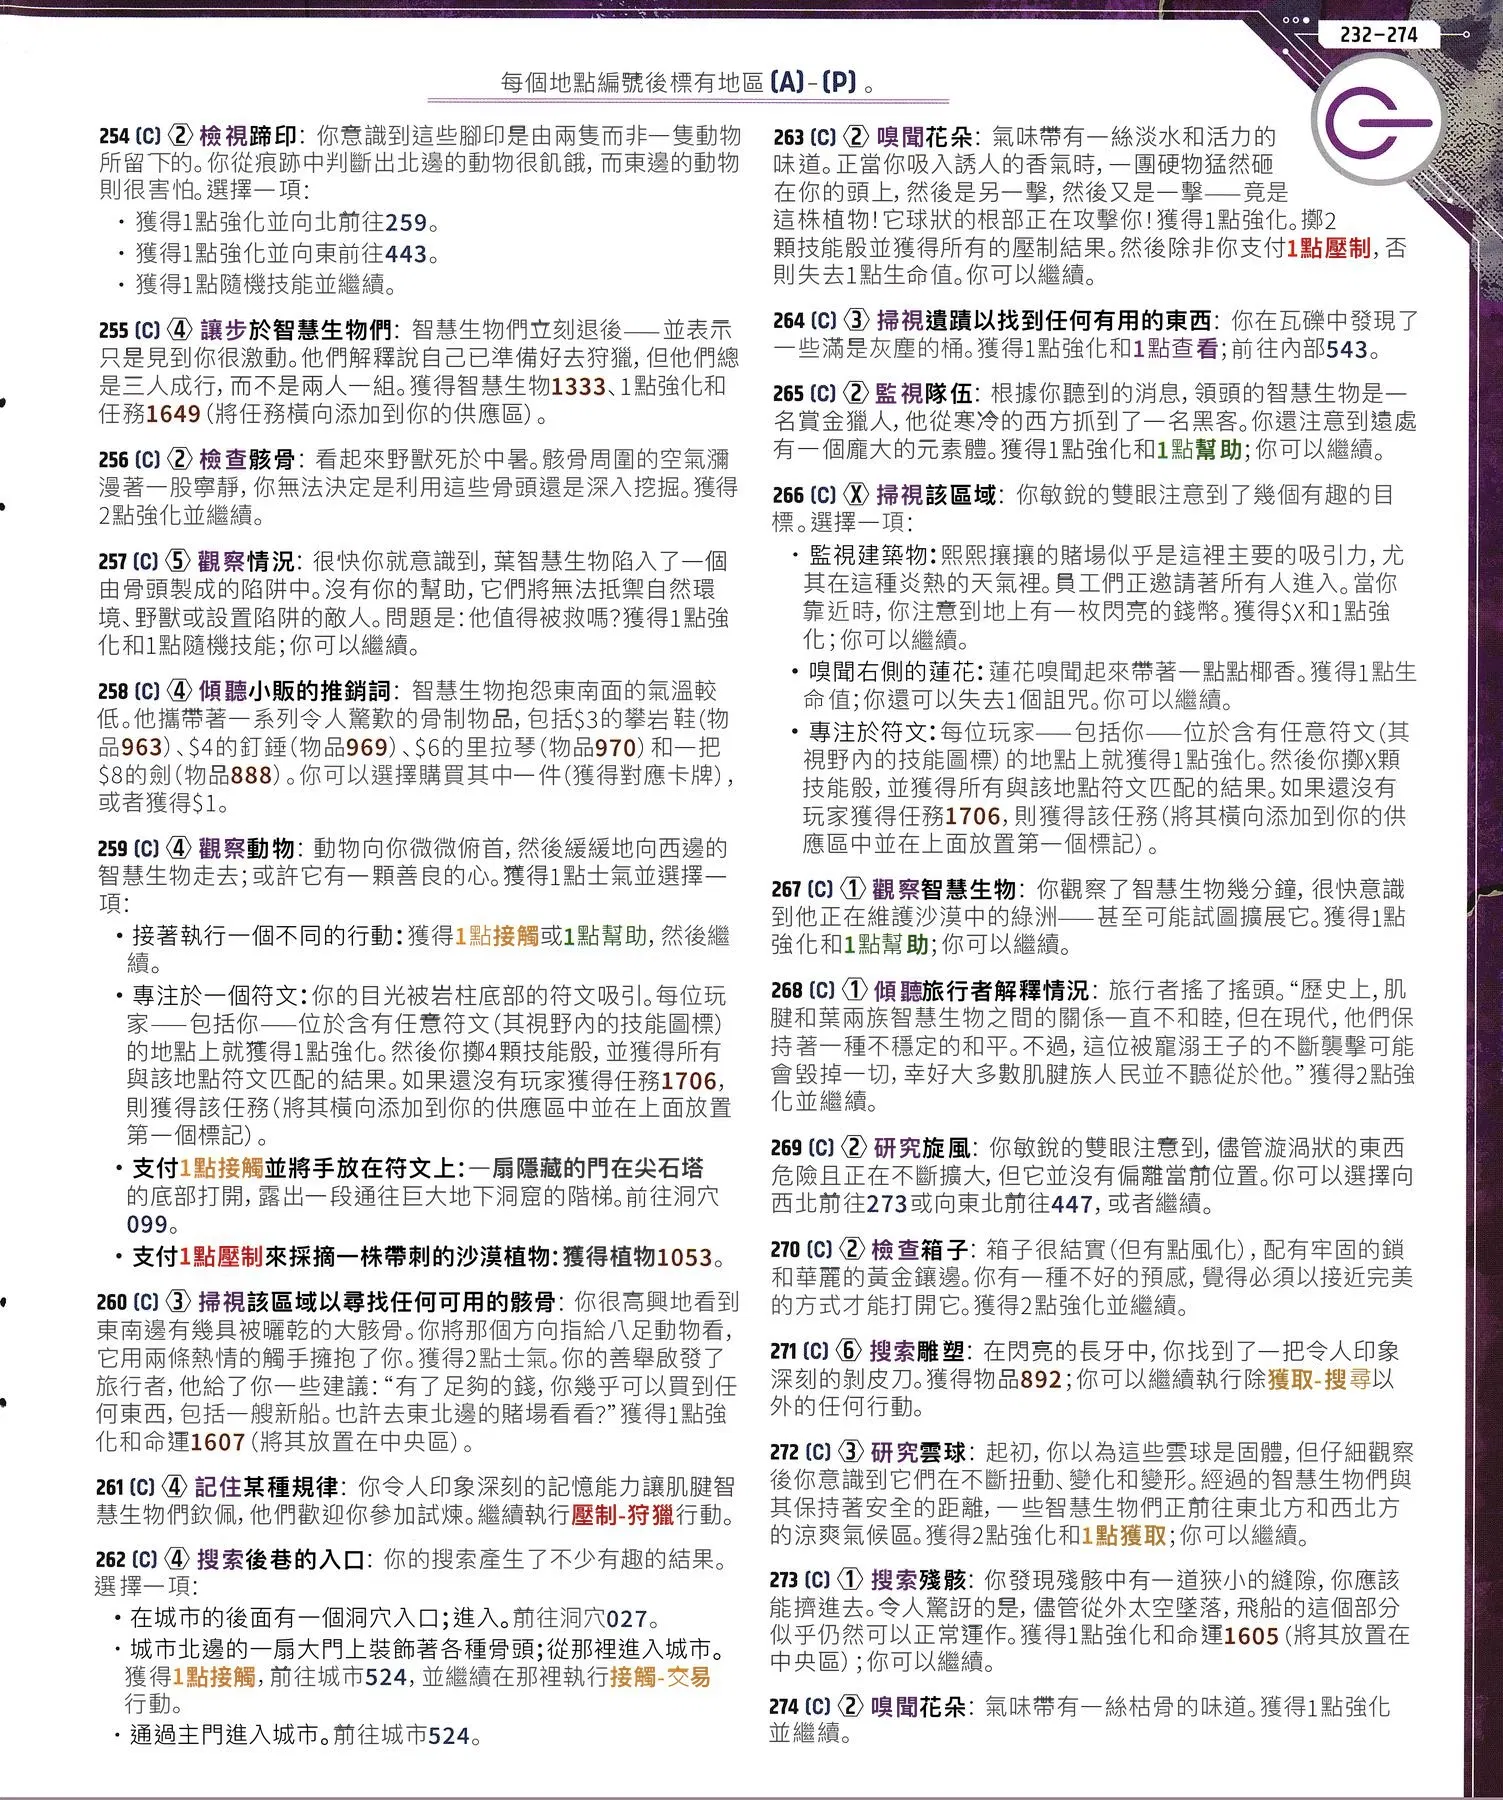 232–274
每個地點編號後標有地區(A)–(P)。
254 (C) ② 檢視蹄印：你意識到這些腳印是由兩隻而非一隻動物
所留下的。你從痕跡中判斷出北邊的動物很飢餓，而東邊的動物
則很害怕。選擇一項：
・獲得1點強化並向北前往259。
・獲得1點強化並向東前往443。
・獲得1點隨機技能並繼續。
255 (C) ④ 讓步於智慧生物們：智慧生物們立刻退後——並表示
只是見到你很激動。他們解釋說自己已準備好去狩獵，但他們總
是三人成行，而不是兩人一組。獲得智慧生物1333、1點強化和
任務1649（將任務橫向添加到你的供應區）。
256 (C) ② 檢查骸骨：看起來野獸死於中暑。骸骨周圍的空氣瀰
漫著一股寧靜，你無法決定是利用這些骨頭還是深入挖掘。獲得
2點強化並繼續。
257 (C) ⑤ 觀察情況：很快你就意識到，葉智慧生物陷入了一個
由骨頭製成的陷阱中。沒有你的幫助，它們將無法抵禦自然環
境、野獸或設置陷阱的敵人。問題是：他值得被救嗎？獲得1點強
化和1點隨機技能；你可以繼續。
258 (C) ④ 傾聽小販的推銷詞：智慧生物抱怨東南面的氣溫較
低。他攜帶著一系列令人驚歎的骨制物品，包括$3的攀岩鞋（物
品963）、$4的釘錘（物品969）、$6的里拉琴（物品970）和一把
$8的劍（物品888）。你可以選擇購買其中一件（獲得對應卡牌），
或者獲得$1。
259 (C) ④ 觀察動物：動物向你微微俯首，然後緩緩地向西邊的
智慧生物走去；或許它有一顆善良的心。獲得1點士氣並選擇一
項：
・接著執行一個不同的行動：獲得1點接觸或1點幫助，然後繼
續。
・專注於一個符文：你的目光被岩柱底部的符文吸引。每位玩
家——包括你——位於含有任意符文（其視野內的技能圖標）
的地點上就獲得1點強化。然後你擲4顆技能骰，並獲得所有
與該地點符文匹配的結果。如果還沒有玩家獲得任務1706，
則獲得該任務（將其橫向添加到你的供應區中並在上面放置
第一個標記）。
・支付1點接觸並將手放在符文上：一扇隱藏的門在尖石塔
的底部打開，露出一段通往巨大地下洞窟的階梯。前往洞穴
099。
・支付1點壓制來採摘一株帶刺的沙漠植物：獲得植物1053。
260 (C) ③ 掃視該區域以尋找任何可用的骸骨：你很高興地看到
東南邊有幾具被曬乾的大骸骨。你將那個方向指給八足動物看，
它用兩條熱情的觸手擁抱了你。獲得2點士氣。你的善舉啟發了
旅行者，他給了你一些建議：“有了足夠的錢，你幾乎可以買到任
何東西，包括一艘新船。也許去東北邊的賭場看看？”獲得1點強
化和命運1607（將其放置在中央區）。
261 (C) ④ 記住某種規律：你令人印象深刻的記憶能力讓肌腱智
慧生物們欽佩，他們歡迎你參加試煉。繼續執行壓制-狩獵行動。
262 (C) ④ 搜索後巷的入口：你的搜索產生了不少有趣的結果。
選擇一項：
・在城市的後面有一個洞穴入口；進入。前往洞穴027。
・城市北邊的一扇大門上裝飾著各種骨頭；從那裡進入城市。
獲得1點接觸，前往城市524，並繼續在那裡執行接觸-交易
行動。
・通過主門進入城市。前往城市524。
263 (C) ② 嗅聞花朵：氣味帶有一絲淡水和活力的
味道。正當你吸入誘人的香氣時，一團硬物猛然砸
在你的頭上，然後是另一擊，然後又是一擊——竟是
這株植物！它球狀的根部正在攻擊你！獲得1點強化。擲2
顆技能骰並獲得所有的壓制結果。然後除非你支付1點壓制，否
則失去1點生命值。你可以繼續。
264 (C) ③ 掃視遺蹟以找到任何有用的東西：你在瓦礫中發現了
一些滿是灰塵的桶。獲得1點強化和1點查看；前往內部543。
265 (C) ② 監視隊伍：根據你聽到的消息，領頭的智慧生物是一
名賞金獵人，他從寒冷的西方抓到了一名黑客。你還注意到遠處
有一個龐大的元素體。獲得1點強化和1點幫助；你可以繼續。
266 (C) Ⓧ 掃視該區域：你敏銳的雙眼注意到了幾個有趣的目
標。選擇一項：
・監視建築物：熙熙攘攘的賭場似乎是這裡主要的吸引力，尤
其在這種炎熱的天氣裡。員工們正邀請著所有人進入。當你
靠近時，你注意到地上有一枚閃亮的錢幣。獲得$X和1點強
化；你可以繼續。
・嗅聞右側的蓮花：蓮花嗅聞起來帶著一點點椰香。獲得1點生
命值；你還可以失去1個詛咒。你可以繼續。
・專注於符文：每位玩家——包括你——位於含有任意符文（其
視野內的技能圖標）的地點上就獲得1點強化。然後你擲X顆
技能骰，並獲得所有與該地點符文匹配的結果。如果還沒有
玩家獲得任務1706，則獲得該任務（將其橫向添加到你的供
應區中並在上面放置第一個標記）。
267 (C) ① 觀察智慧生物：你觀察了智慧生物幾分鐘，很快意識
到他正在維護沙漠中的綠洲——甚至可能試圖擴展它。獲得1點
強化和1點幫助；你可以繼續。
268 (C) ① 傾聽旅行者解釋情況：旅行者搖了搖頭。“歷史上，肌
腱和葉兩族智慧生物之間的關係一直不和睦，但在現代，他們保
持著一種不穩定的和平。不過，這位被寵溺王子的不斷襲擊可能
會毀掉一切，幸好大多數肌腱族人民並不聽從於他。”獲得2點強
化並繼續。
269 (C) ② 研究旋風：你敏銳的雙眼注意到，儘管漩渦狀的東西
危險且正在不斷擴大，但它並沒有偏離當前位置。你可以選擇向
西北前往273或向東北前往447，或者繼續。
270 (C) ② 檢查箱子：箱子很結實（但有點風化），配有牢固的鎖
和華麗的黃金鑲邊。你有一種不好的預感，覺得必須以接近完美
的方式才能打開它。獲得2點強化並繼續。
271 (C) ⑥ 搜索雕塑：在閃亮的長牙中，你找到了一把令人印象
深刻的剝皮刀。獲得物品892；你可以繼續執行除獲取-搜尋以
外的任何行動。
272 (C) ③ 研究雲球：起初，你以為這些雲球是固體，但仔細觀察
後你意識到它們在不斷扭動、變化和變形。經過的智慧生物們與
其保持著安全的距離，一些智慧生物們正前往東北方和西北方
的涼爽氣候區。獲得2點強化和1點獲取；你可以繼續。
273 (C) ① 搜索殘骸：你發現殘骸中有一道狹小的縫隙，你應該
能擠進去。令人驚訝的是，儘管從外太空墜落，飛船的這個部分
似乎仍然可以正常運作。獲得1點強化和命運1605（將其放置在
中央區）；你可以繼續。
274 (C) ② 嗅聞花朵：氣味帶有一絲枯骨的味道。獲得1點強化
並繼續。